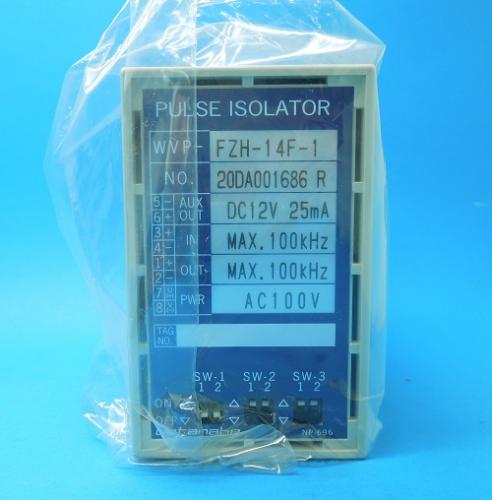 PULSE ISOLATOR
WVP- FZH-14F-1
NO. 20DA001686 R
5 - AUX OUT DC12V 25mA
6 +
3 + IN MAX.100kHz
4 -
1 + OUT MAX.100kHz
2 -
7 PWR AC100V
8
TAG NO.
SW-1 SW-2 SW-3
1 2 1 2 1 2
ON
watanabe NP-696